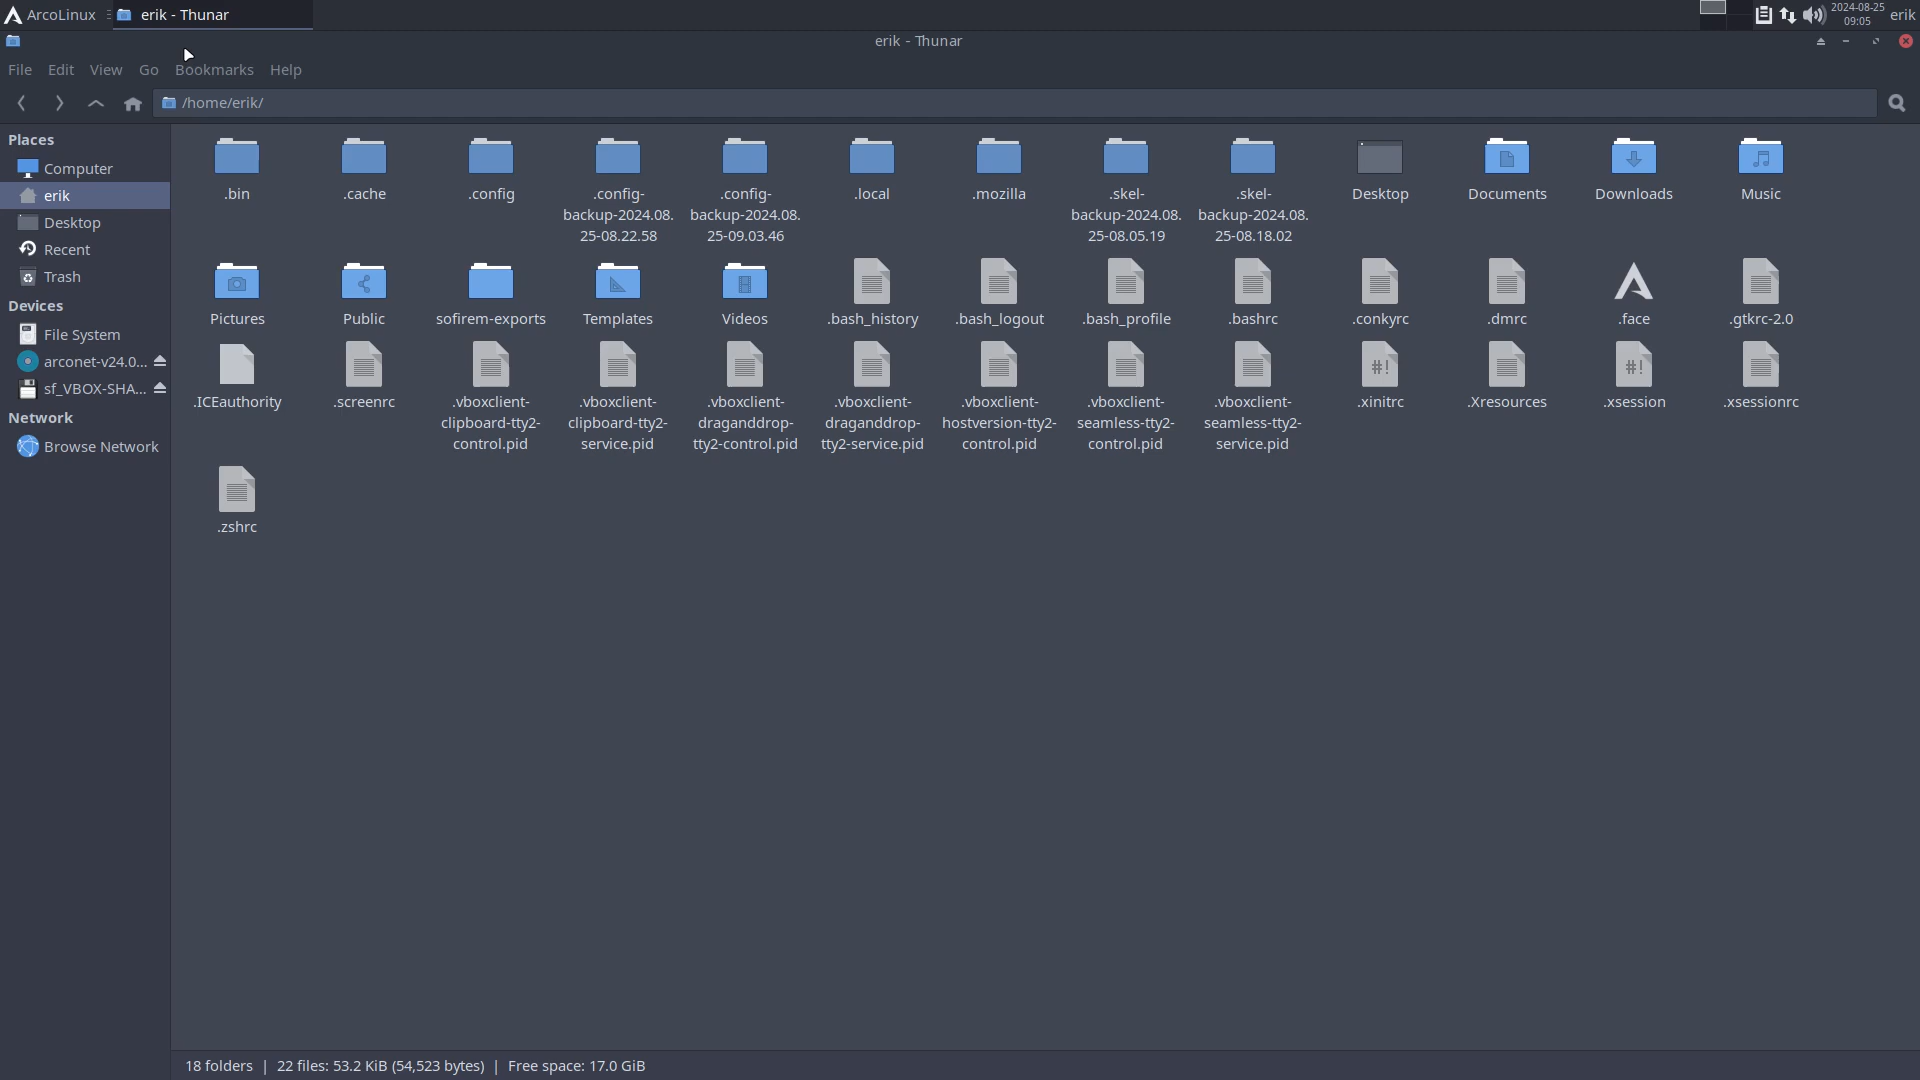 ArcoLinux
erik - Thunar
2024-08-25
09:05
erik
erik - Thunar
File Edit View Go Bookmarks Help
/home/erik/
Places
Computer
erik
Desktop
Recent
Trash
Devices
File System
arconet-v24.0...
sf_VBOX-SHA...
Network
Browse Network
.bin
.cache
.config
.config-
backup-2024.08.
25-08.22.58
.config-
backup-2024.08.
25-09.03.46
.local
.mozilla
.skel-
backup-2024.08.
25-08.05.19
.skel-
backup-2024.08.
25-08.18.02
Desktop
Documents
Downloads
Music
Pictures
Public
sofirem-exports
Templates
Videos
.bash_history
.bash_logout
.bash_profile
.bashrc
.conkyrc
.dmrc
.face
.gtkrc-2.0
.ICEauthority
.screenrc
.vboxclient-
clipboard-tty2-
control.pid
.vboxclient-
clipboard-tty2-
service.pid
.vboxclient-
draganddrop-
tty2-control.pid
.vboxclient-
draganddrop-
tty2-service.pid
.vboxclient-
hostversion-tty2-
control.pid
.vboxclient-
seamless-tty2-
control.pid
.vboxclient-
seamless-tty2-
service.pid
#!
.xinitrc
.Xresources
#!
.xsession
.xsessionrc
.zshrc
18 folders | 22 files: 53.2 KiB (54,523 bytes) | Free space: 17.0 GiB